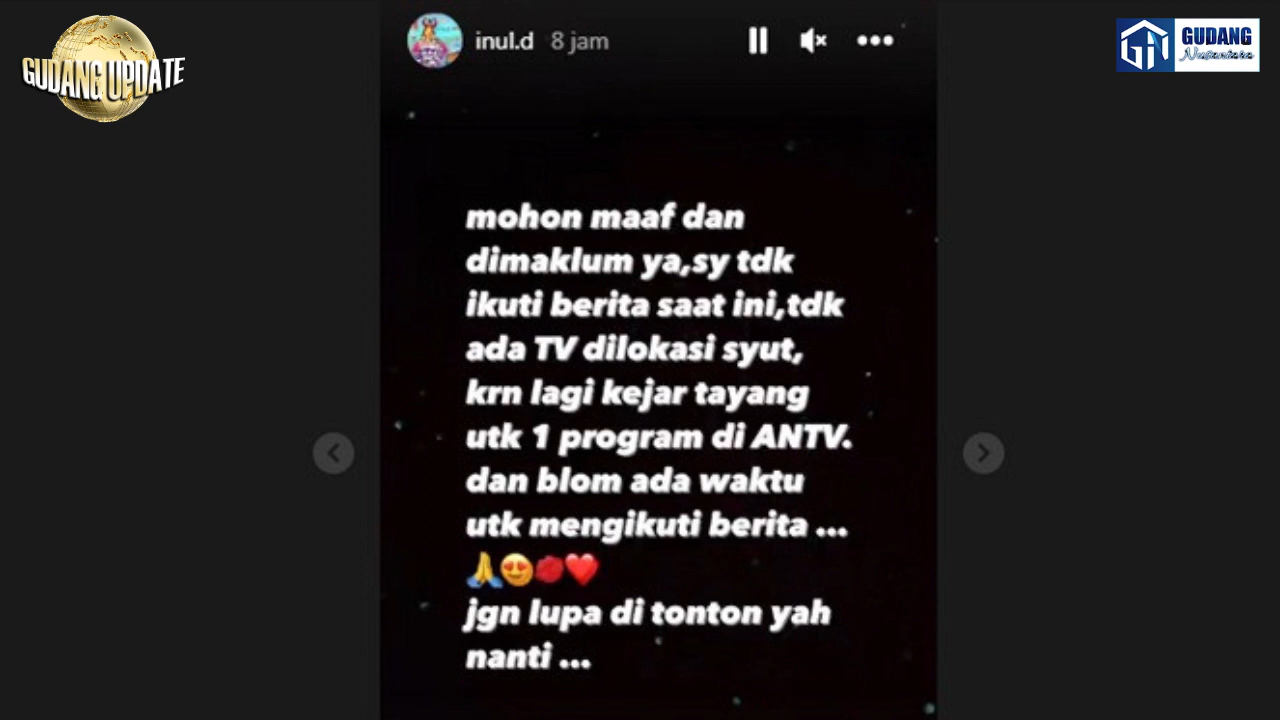 GUDANG UPDATE
inul.d 8 jam
GUDANG
Nusantara
mohon maaf dan
dimaklum ya,sy tdk
ikuti berita saat ini,tdk
ada TV dilokasi syut,
krn lagi kejar tayang
utk 1 program di ANTV.
dan blom ada waktu
utk mengikuti berita ...
🙏😍🌹❤️
jgn lupa di tonton yah
nanti ...